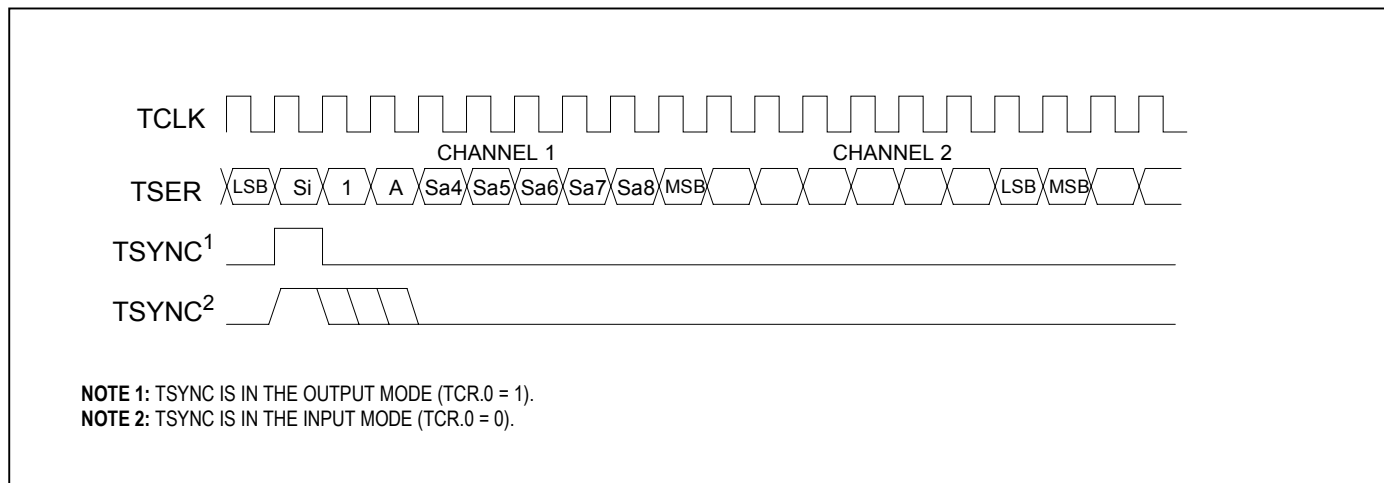 TCLK
CHANNEL 1 CHANNEL 2
TSER LSB Si 1 A Sa4 Sa5 Sa6 Sa7 Sa8 MSB LSB MSB
TSYNC1
TSYNC2
NOTE 1: TSYNC IS IN THE OUTPUT MODE (TCR.0 = 1).
NOTE 2: TSYNC IS IN THE INPUT MODE (TCR.0 = 0).